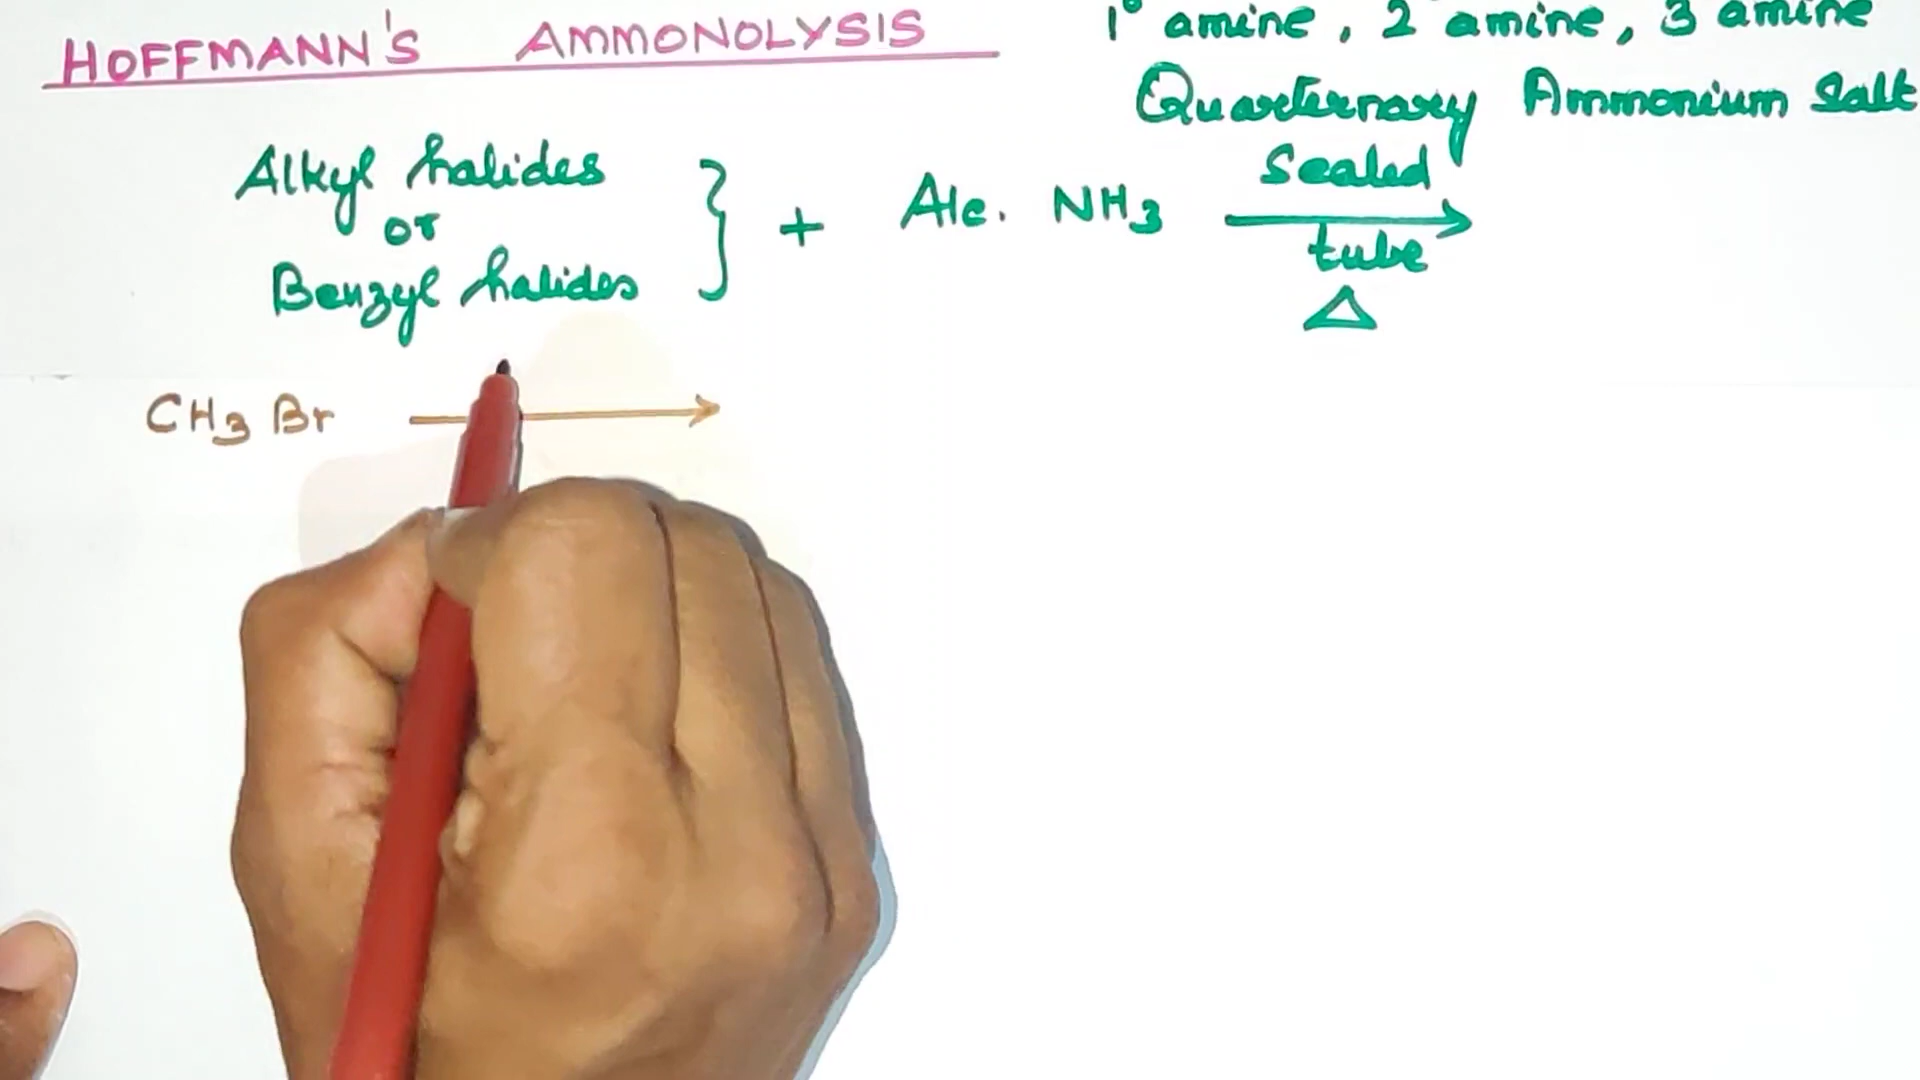 HOFFMANN'S AMMONOLYSIS
1° amine, 2° amine, 3 amine
Quarternary Ammonium Salt
Alkyl halides
or
Benzyl halides
} + Alc. NH3
Sealed
tube
Δ
CH3 Br